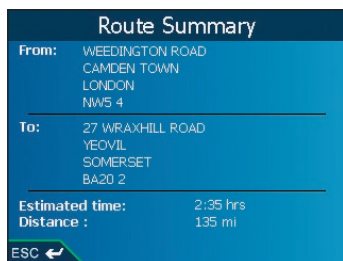 Route Summary
From: WEEDINGTON ROAD
CAMDEN TOWN
LONDON
NW5 4
To: 27 WRAXHILL ROAD
YEOVIL
SOMERSET
BA20 2
Estimated time: 2:35 hrs
Distance : 135 mi
ESC